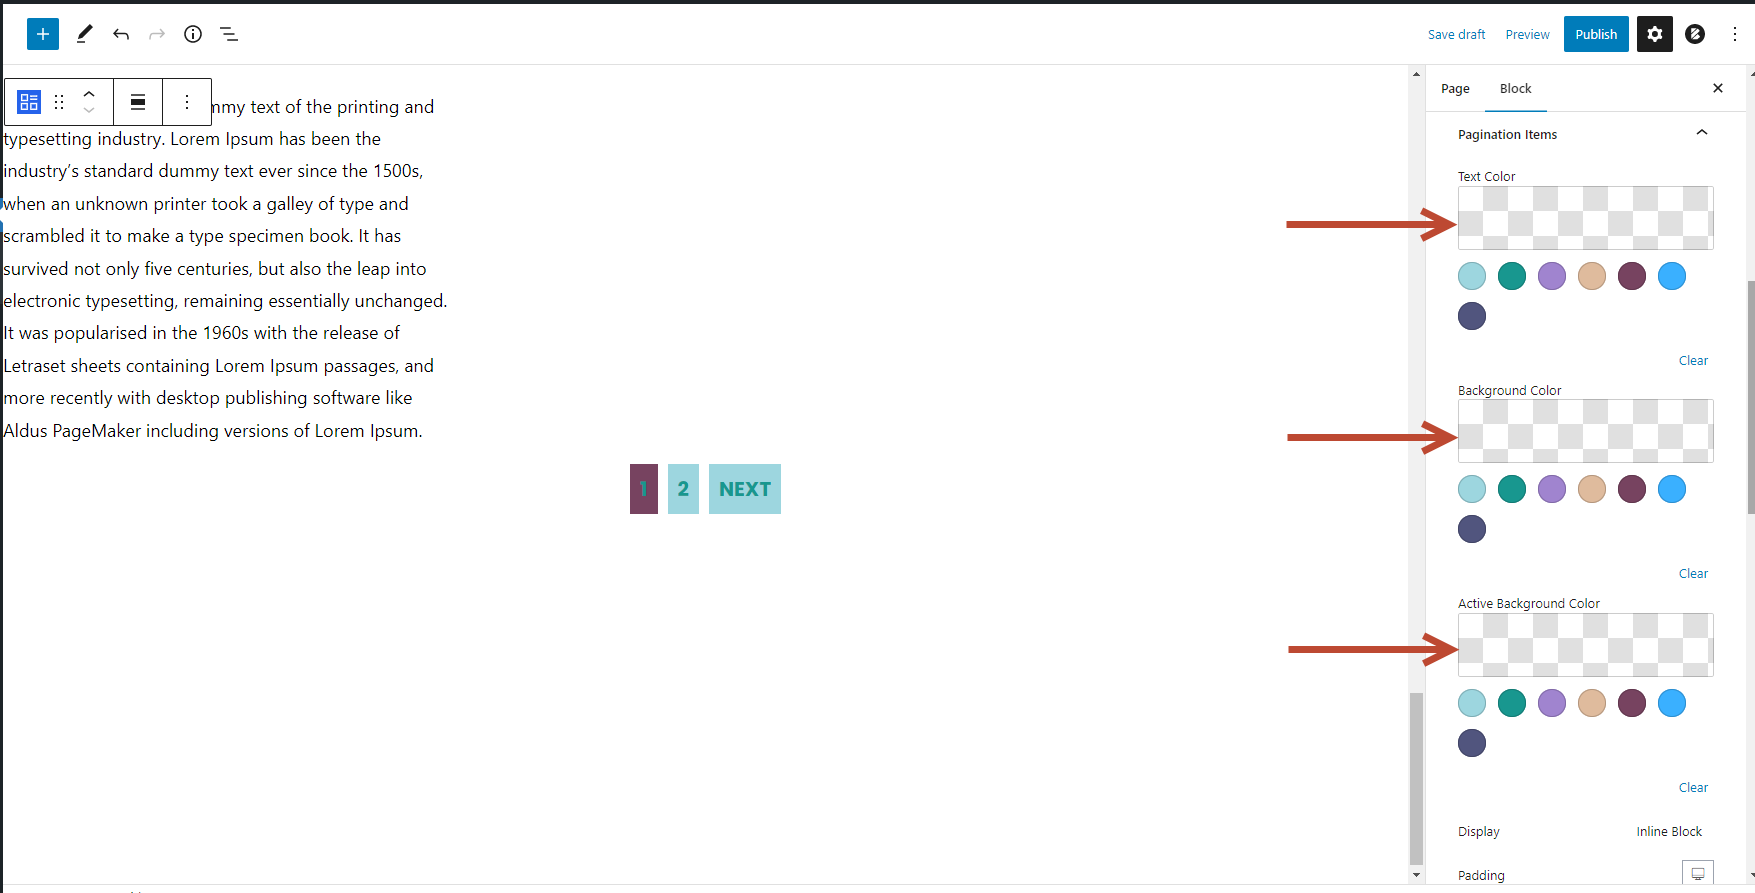 Save draft
Preview
Publish
mmy text of the printing and
typesetting industry. Lorem Ipsum has been the
industry’s standard dummy text ever since the 1500s,
when an unknown printer took a galley of type and
scrambled it to make a type specimen book. It has
survived not only five centuries, but also the leap into
electronic typesetting, remaining essentially unchanged.
It was popularised in the 1960s with the release of
Letraset sheets containing Lorem Ipsum passages, and
more recently with desktop publishing software like
Aldus PageMaker including versions of Lorem Ipsum.
1 2 NEXT
Page Block
Pagination Items
Text Color
Clear
Background Color
Clear
Active Background Color
Clear
Display Inline Block
Padding